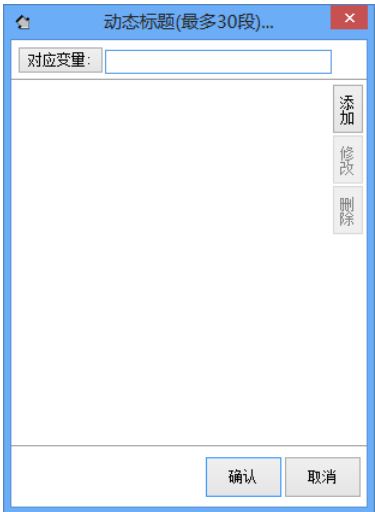 动态标题(最多30段)...
对应变量:
添加
修改
删除
确认
取消